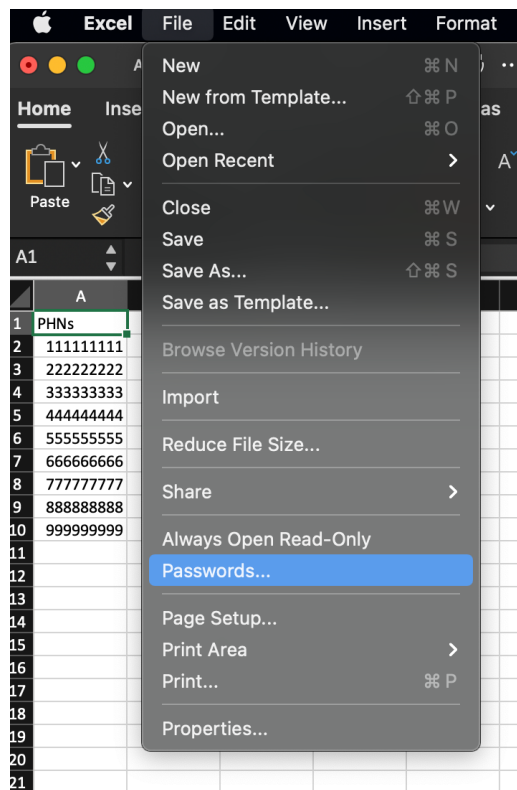 Excel File Edit View Insert Format
A
Home Inse as
Paste
A
A1
A
1 PHNs
2 111111111
3 222222222
4 333333333
5 444444444
6 555555555
7 666666666
8 777777777
9 888888888
10 999999999
11
12
13
14
15
16
17
18
19
20
21
New ⌘ N
New from Template... ⇧ ⌘ P
Open... ⌘ O
Open Recent
Close ⌘ W
Save ⌘ S
Save As... ⇧ ⌘ S
Save as Template...
Browse Version History
Import
Reduce File Size...
Share
Always Open Read-Only
Passwords...
Page Setup...
Print Area
Print... ⌘ P
Properties...